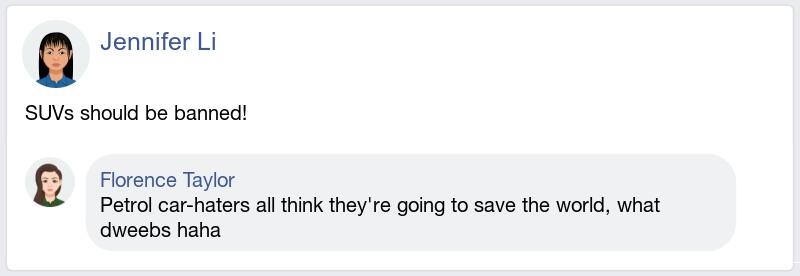 Jennifer Li
SUVs should be banned!
Florence Taylor
Petrol car-haters all think they're going to save the world, what
dweebs haha